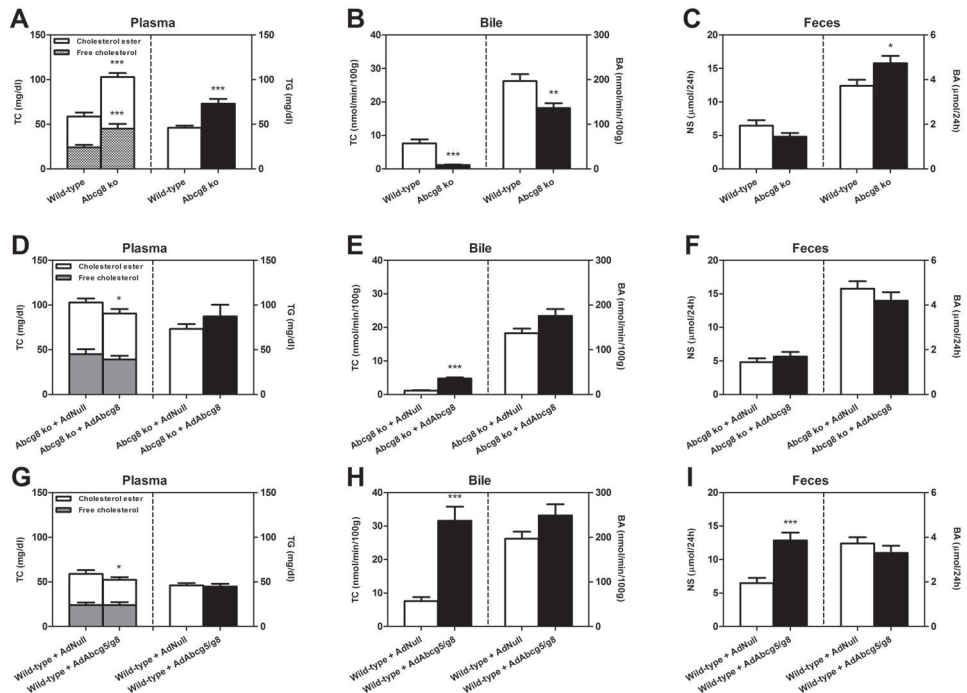 A
Plasma
Cholesterol ester
Free cholesterol
***
***
***
150
100
50
0
TC (mg/dl)
150
100
50
0
TG (mg/dl)
Wild-type
Abcg8 ko
Wild-type
Abcg8 ko
B
Bile
***
**
40
30
20
10
0
TC (nmol/min/100g)
300
200
100
0
BA (nmol/min/100g)
Wild-type
Abcg8 ko
Wild-type
Abcg8 ko
C
Feces
*
20
15
10
5
0
NS (μmol/24h)
6
4
2
0
BA (μmol/24h)
Wild-type
Abcg8 ko
Wild-type
Abcg8 ko
D
Plasma
Cholesterol ester
Free cholesterol
*
150
100
50
0
TC (mg/dl)
150
100
50
0
TG (mg/dl)
Abcg8 ko + AdNull
Abcg8 ko + AdAbcg8
Abcg8 ko + AdNull
Abcg8 ko + AdAbcg8
E
Bile
***
40
30
20
10
0
TC (nmol/min/100g)
300
200
100
0
BA (nmol/min/100g)
Abcg8 ko + AdNull
Abcg8 ko + AdAbcg8
Abcg8 ko + AdNull
Abcg8 ko + AdAbcg8
F
Feces
20
15
10
5
0
NS (μmol/24h)
6
4
2
0
BA (μmol/24h)
Abcg8 ko + AdNull
Abcg8 ko + AdAbcg8
Abcg8 ko + AdNull
Abcg8 ko + AdAbcg8
G
Plasma
Cholesterol ester
Free cholesterol
*
150
100
50
0
TC (mg/dl)
150
100
50
0
TG (mg/dl)
Wild-type + AdNull
Wild-type + AdAbcg5/g8
Wild-type + AdNull
Wild-type + AdAbcg5/g8
H
Bile
***
40
30
20
10
0
TC (nmol/min/100g)
300
200
100
0
BA (nmol/min/100g)
Wild-type + AdNull
Wild-type + AdAbcg5/g8
Wild-type + AdNull
Wild-type + AdAbcg5/g8
I
Feces
***
20
15
10
5
0
NS (μmol/24h)
6
4
2
0
BA (μmol/24h)
Wild-type + AdNull
Wild-type + AdAbcg5/g8
Wild-type + AdNull
Wild-type + AdAbcg5/g8